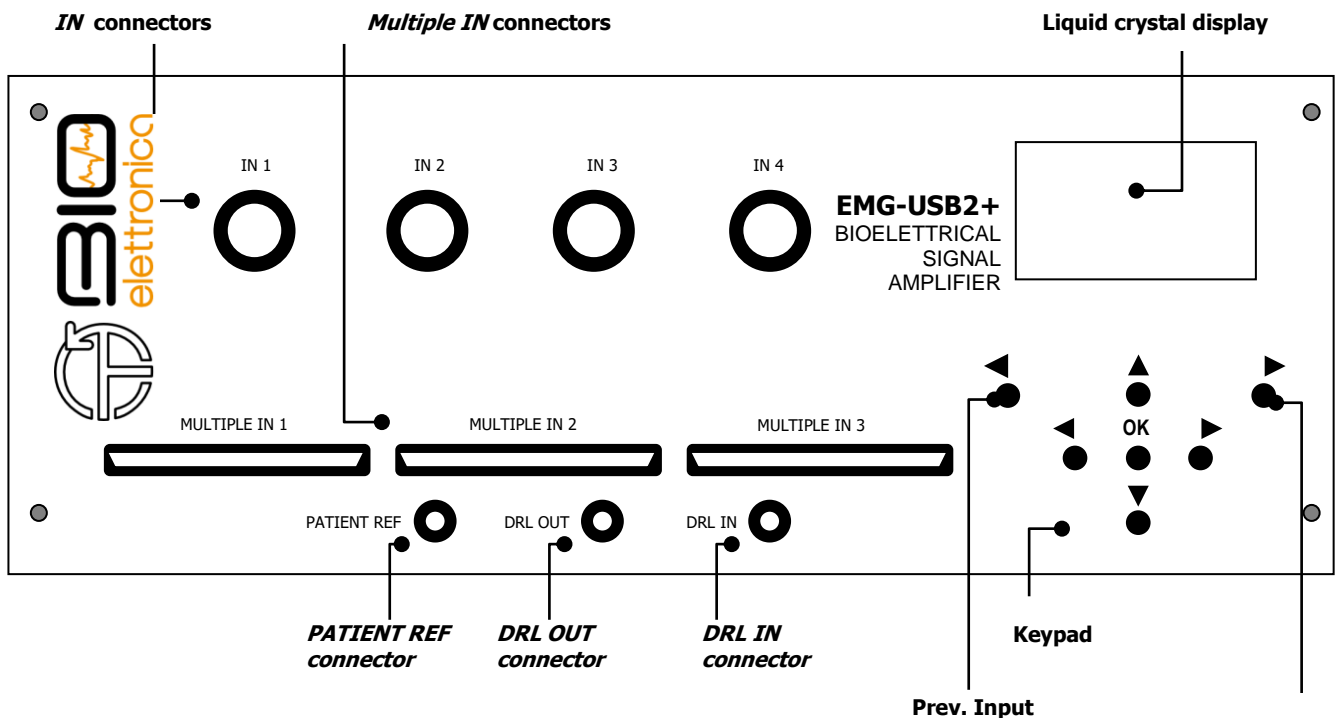 IN connectors
Multiple IN connectors
Liquid crystal display
BIO
elettronica
IN 1
IN 2
IN 3
IN 4
EMG-USB2+
BIOELETTRICAL
SIGNAL
AMPLIFIER
OK
MULTIPLE IN 1
MULTIPLE IN 2
MULTIPLE IN 3
PATIENT REF
DRL OUT
DRL IN
PATIENT REF
connector
DRL OUT
connector
DRL IN
connector
Keypad
Prev. Input